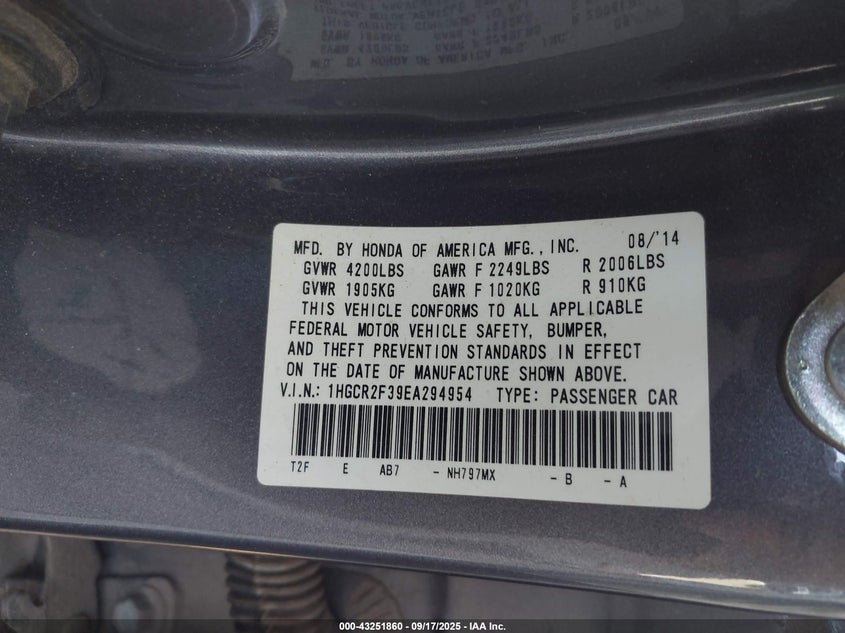 MFD. BY HONDA OF AMERICA MFG., INC. 08/'14
GVWR 4200LBS GAWR F 2249LBS R 2006LBS
GVWR 1905KG GAWR F 1020KG R 910KG
THIS VEHICLE CONFORMS TO ALL APPLICABLE
FEDERAL MOTOR VEHICLE SAFETY, BUMPER,
AND THEFT PREVENTION STANDARDS IN EFFECT
ON THE DATE OF MANUFACTURE SHOWN ABOVE.
V.I.N.: 1HGCR2F39EA294954 TYPE: PASSENGER CAR
T2F E AB7 - NH797MX - B - A
000-43251860 - 09/17/2025 - IAA Inc.